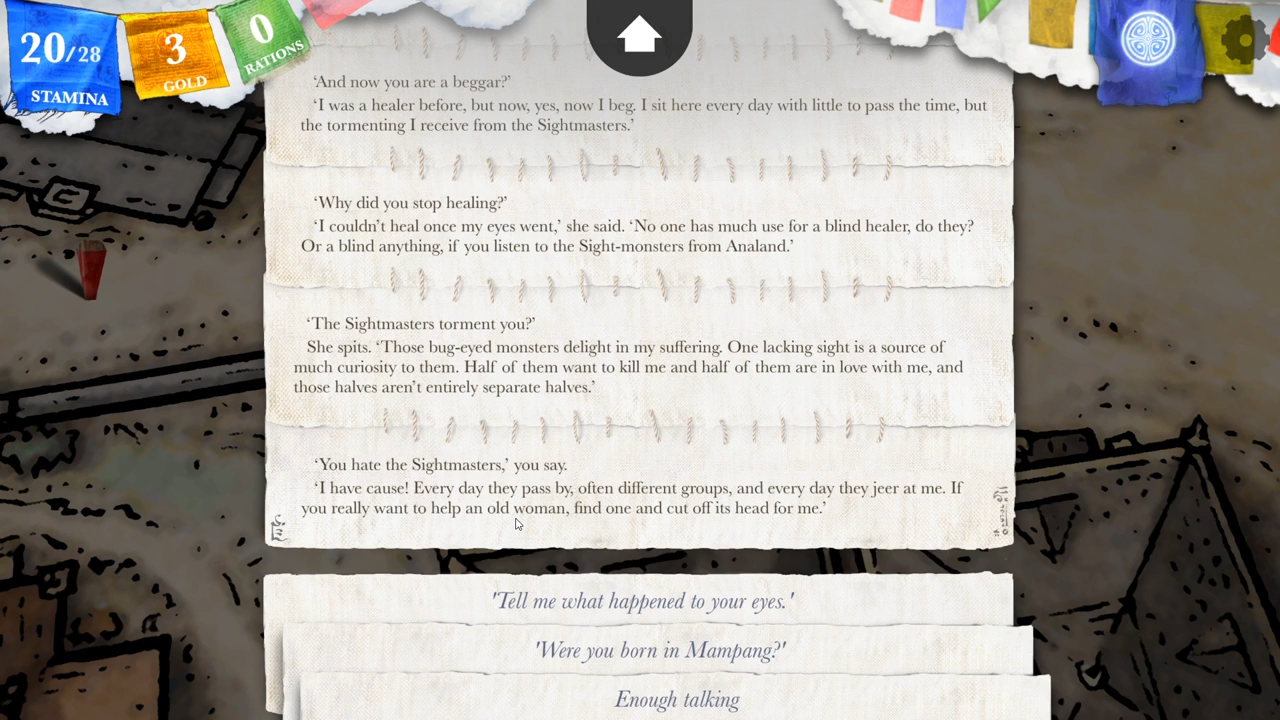 20/28
STAMINA
3
GOLD
0
RATIONS
‘And now you are a beggar?’
‘I was a healer before, but now, yes, now I beg. I sit here every day with little to pass the time, but
the tormenting I receive from the Sightmasters.’
‘Why did you stop healing?’
‘I couldn’t heal once my eyes went,’ she said. ‘No one has much use for a blind healer, do they?
Or a blind anything, if you listen to the Sight-monsters from Analand.’
‘The Sightmasters torment you?’
She spits. ‘Those bug-eyed monsters delight in my suffering. One lacking sight is a source of
much curiosity to them. Half of them want to kill me and half of them are in love with me, and
those halves aren’t entirely separate halves.’
‘You hate the Sightmasters,’ you say.
‘I have cause! Every day they pass by, often different groups, and every day they jeer at me. If
you really want to help an old woman, find one and cut off its head for me.’
'Tell me what happened to your eyes.'
'Were you born in Mampang?'
Enough talking